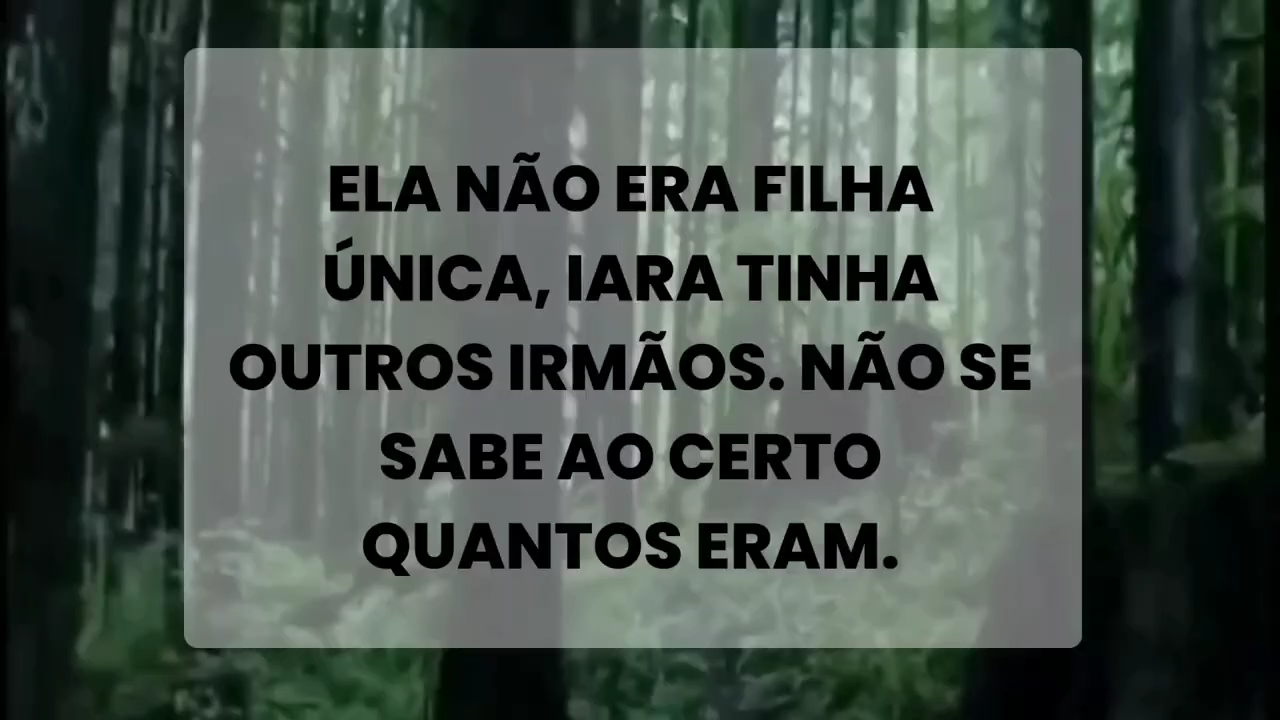 ELA NÃO ERA FILHA
ÚNICA, IARA TINHA
OUTROS IRMÃOS. NÃO SE
SABE AO CERTO
QUANTOS ERAM.